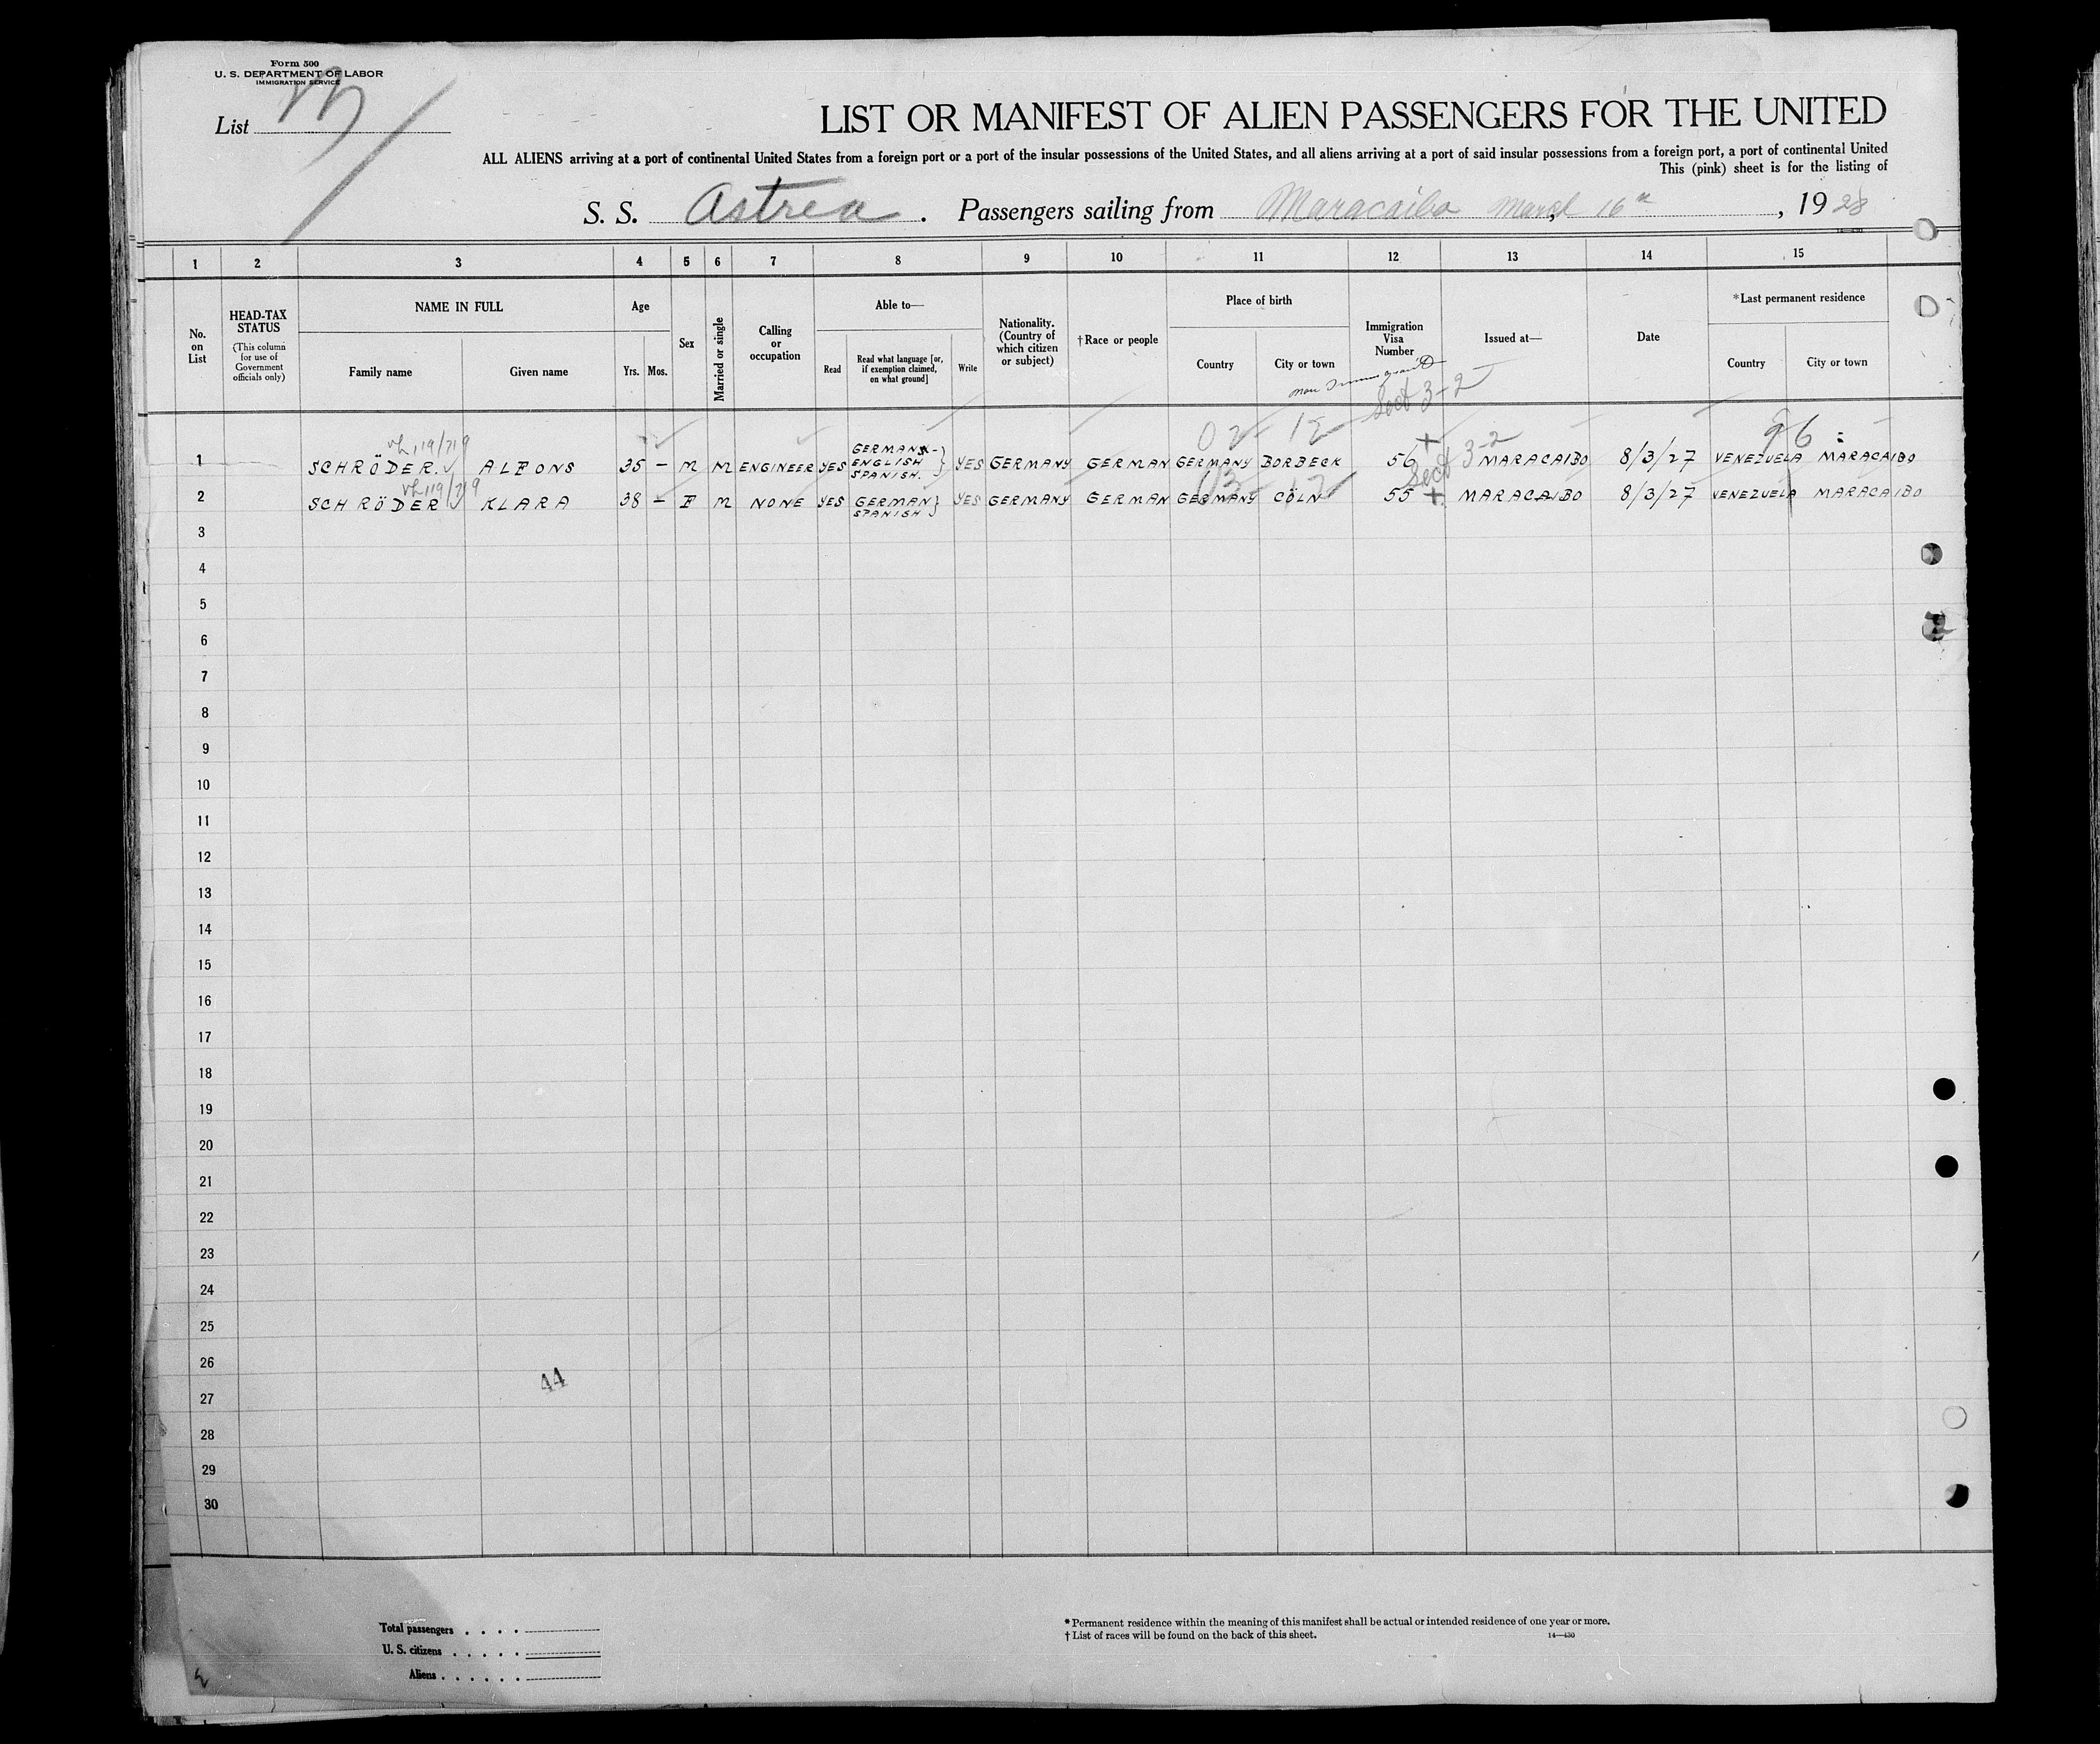 Form 500
U. S. DEPARTMENT OF LABOR
IMMIGRATION SERVICE
List
LIST OR MANIFEST OF ALIEN PASSENGERS FOR THE UNITED
ALL ALIENS arriving at a port of continental United States from a foreign port or a port of the insular possessions of the United States, and all aliens arriving at a port of said insular possessions from a foreign port, a port of continental United
This (pink) sheet is for the listing of
S. S. Astrea. Passengers sailing from Maracaibo March 16th, 1928
1 2 3 4 5 6 7 8 9 10 11 12 13 14 15
No. on List
HEAD-TAX STATUS
(This column for use of Government officials only)
NAME IN FULL
Family name
Given name
Age
Yrs. Mos.
Sex
Married or single
Calling or occupation
Able to—
Read
Read what language [or, if exemption claimed, on what ground]
Write
Nationality. (Country of which citizen or subject)
†Race or people
Place of birth
Country
City or town
Immigration Visa Number
Issued at—
Date
*Last permanent residence
Country
City or town
Non Immigrant
Sect 3-2
02 12 96
1 SCHRÖDER. ALFONS 35 – M M ENGINEER YES GERMAN- ENGLISH SPANISH. } YES GERMANY GERMAN GERMANY BORBECK 56 + Sect 3-2 MARACAIBO 8/3/27 VENEZUELA MARACAIBO
2 SCHRÖDER KLARA 38 – F M NONE YES GERMAN SPANISH } YES GERMANY GERMAN GERMANY CÖLN 55 + MARACAIBO 8/3/27 VENEZUELA MARACAIBO
3
4
5
6
7
8
9
10
11
12
13
14
15
16
17
18
19
20
21
22
23
24
25
26
44
27
28
29
30
Total passengers . . . .
U. S. citizens . . . . .
Aliens . . . . . .
*Permanent residence within the meaning of this manifest shall be actual or intended residence of one year or more.
†List of races will be found on the back of this sheet.
14—430